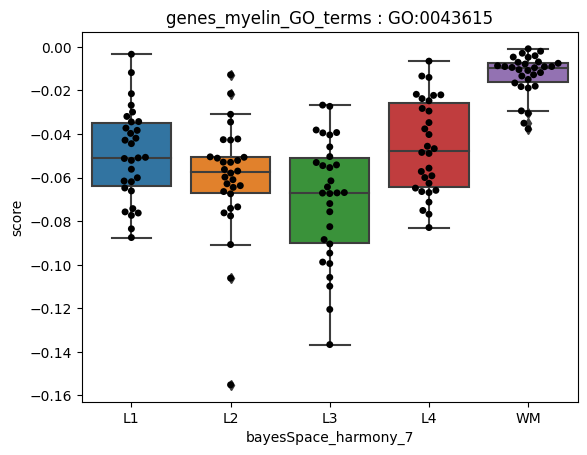 genes_myelin_GO_terms : GO:0043615
0.00
−0.02
−0.04
−0.06
−0.08
−0.10
−0.12
−0.14
−0.16
score
L1 L2 L3 L4 WM
bayesSpace_harmony_7